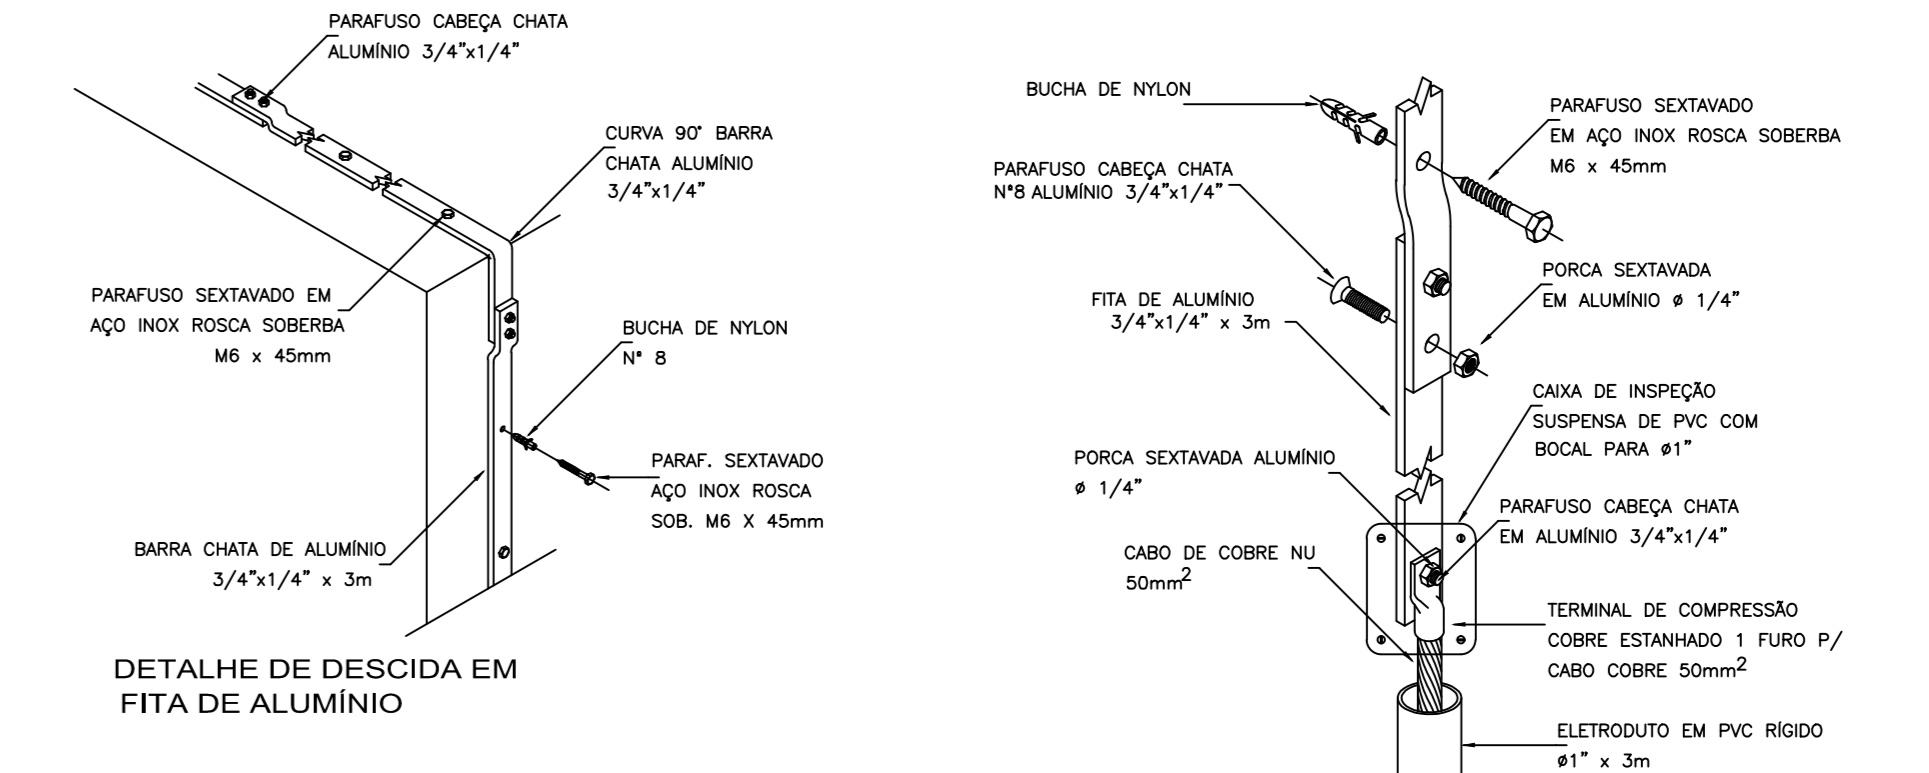 PARAFUSO CABEÇA CHATA
ALUMÍNIO 3/4"x1/4"
CURVA 90° BARRA
CHATA ALUMÍNIO
3/4"x1/4"
PARAFUSO SEXTAVADO EM
AÇO INOX ROSCA SOBERBA
M6 x 45mm
BUCHA DE NYLON
N° 8
PARAF. SEXTAVADO
AÇO INOX ROSCA
SOB. M6 X 45mm
BARRA CHATA DE ALUMÍNIO
3/4"x1/4" x 3m
DETALHE DE DESCIDA EM
FITA DE ALUMÍNIO
BUCHA DE NYLON
PARAFUSO SEXTAVADO
EM AÇO INOX ROSCA SOBERBA
M6 x 45mm
PARAFUSO CABEÇA CHATA
N°8 ALUMÍNIO 3/4"x1/4"
PORCA SEXTAVADA
EM ALUMÍNIO ø 1/4"
FITA DE ALUMÍNIO
3/4"x1/4" x 3m
CAIXA DE INSPEÇÃO
SUSPENSA DE PVC COM
BOCAL PARA ø1"
PORCA SEXTAVADA ALUMÍNIO
ø 1/4"
PARAFUSO CABEÇA CHATA
EM ALUMÍNIO 3/4"x1/4"
CABO DE COBRE NU
50mm²
TERMINAL DE COMPRESSÃO
COBRE ESTANHADO 1 FURO P/
CABO COBRE 50mm²
ELETRODUTO EM PVC RÍGIDO
ø1" x 3m